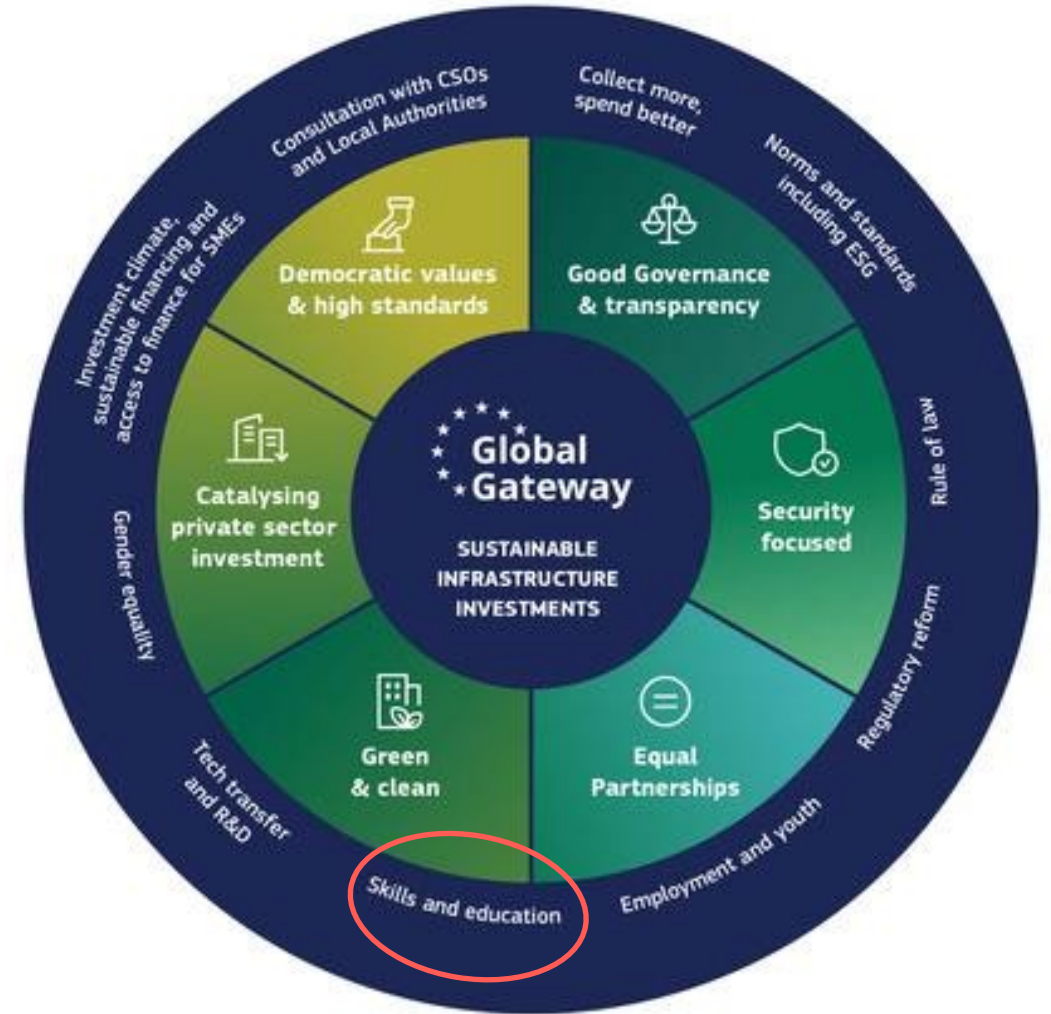 Consultation with CSOs
and Local Authorities
Collect more,
spend better
Norms and standards
including ESG
Rule of law
Regulatory reform
Employment and youth
Skills and education
Tech transfer
and R&D
Gender equality
Investment climate,
sustainable financing and
access to finance for SMEs
Democratic values
& high standards
Good Governance
& transparency
Security
focused
Equal
Partnerships
Green
& clean
Catalysing
private sector
investment
Global
Gateway
SUSTAINABLE
INFRASTRUCTURE
INVESTMENTS